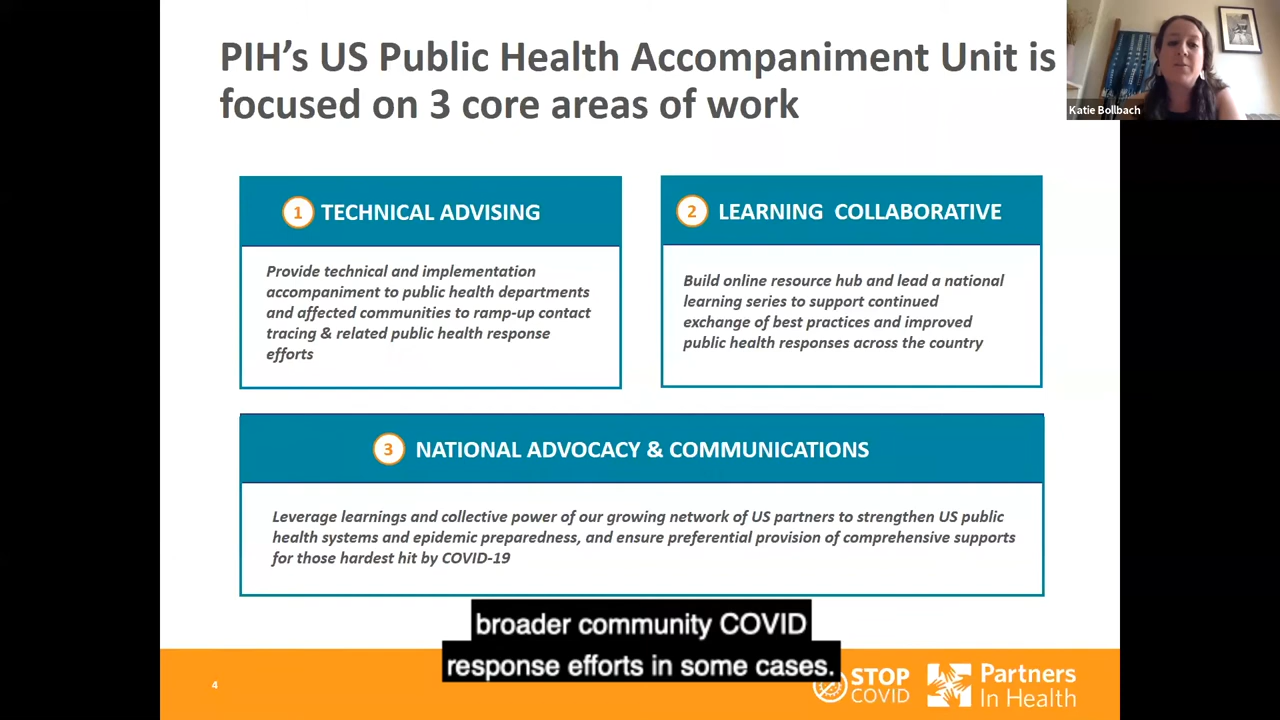 PIH’s US Public Health Accompaniment Unit is
focused on 3 core areas of work
Katie Bollbach
1 TECHNICAL ADVISING
Provide technical and implementation
accompaniment to public health departments
and affected communities to ramp-up contact
tracing & related public health response
efforts
2 LEARNING COLLABORATIVE
Build online resource hub and lead a national
learning series to support continued
exchange of best practices and improved
public health responses across the country
3 NATIONAL ADVOCACY & COMMUNICATIONS
Leverage learnings and collective power of our growing network of US partners to strengthen US public
health systems and epidemic preparedness, and ensure preferential provision of comprehensive supports
for those hardest hit by COVID-19
broader community COVID
response efforts in some cases.
4
STOP
COVID
Partners
In Health